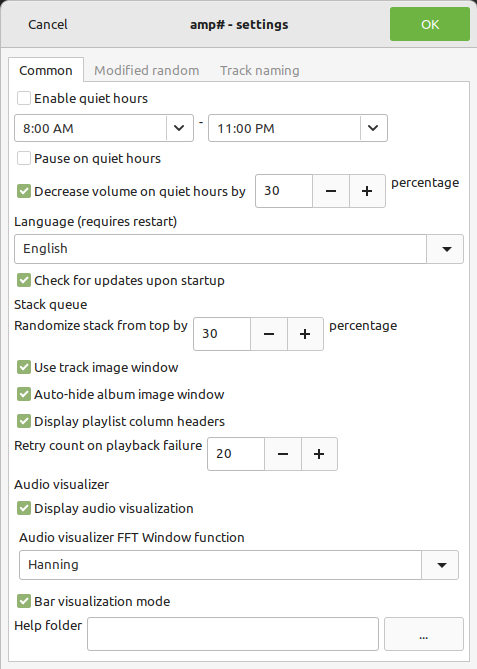 Cancel amp# - settings OK
Common Modified random Track naming
Enable quiet hours
8:00 AM - 11:00 PM
Pause on quiet hours
Decrease volume on quiet hours by 30 − + percentage
Language (requires restart)
English
Check for updates upon startup
Stack queue
Randomize stack from top by 30 − + percentage
Use track image window
Auto-hide album image window
Display playlist column headers
Retry count on playback failure 20 − +
Audio visualizer
Display audio visualization
Audio visualizer FFT Window function
Hanning
Bar visualization mode
Help folder ...